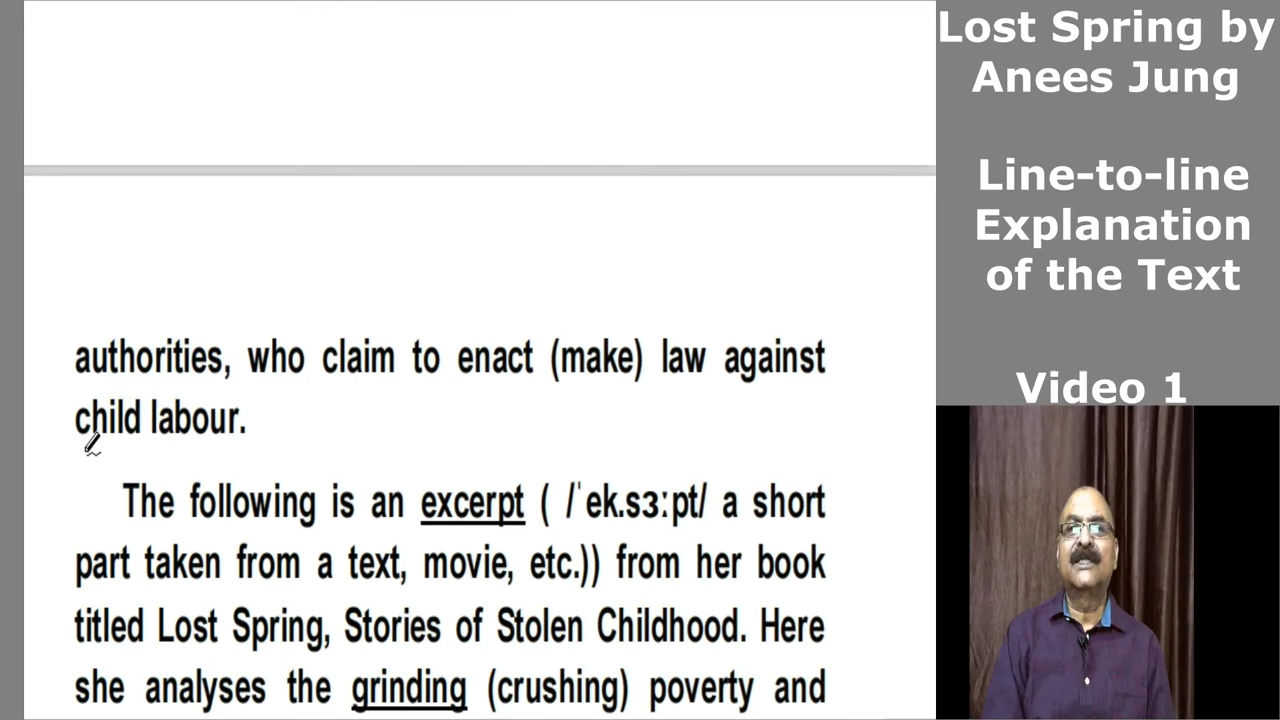 authorities, who claim to enact (make) law against
child labour.
The following is an excerpt ( /ˈek.sɜːpt/ a short
part taken from a text, movie, etc.)) from her book
titled Lost Spring, Stories of Stolen Childhood. Here
she analyses the grinding (crushing) poverty and
Lost Spring by
Anees Jung
Line-to-line
Explanation
of the Text
Video 1